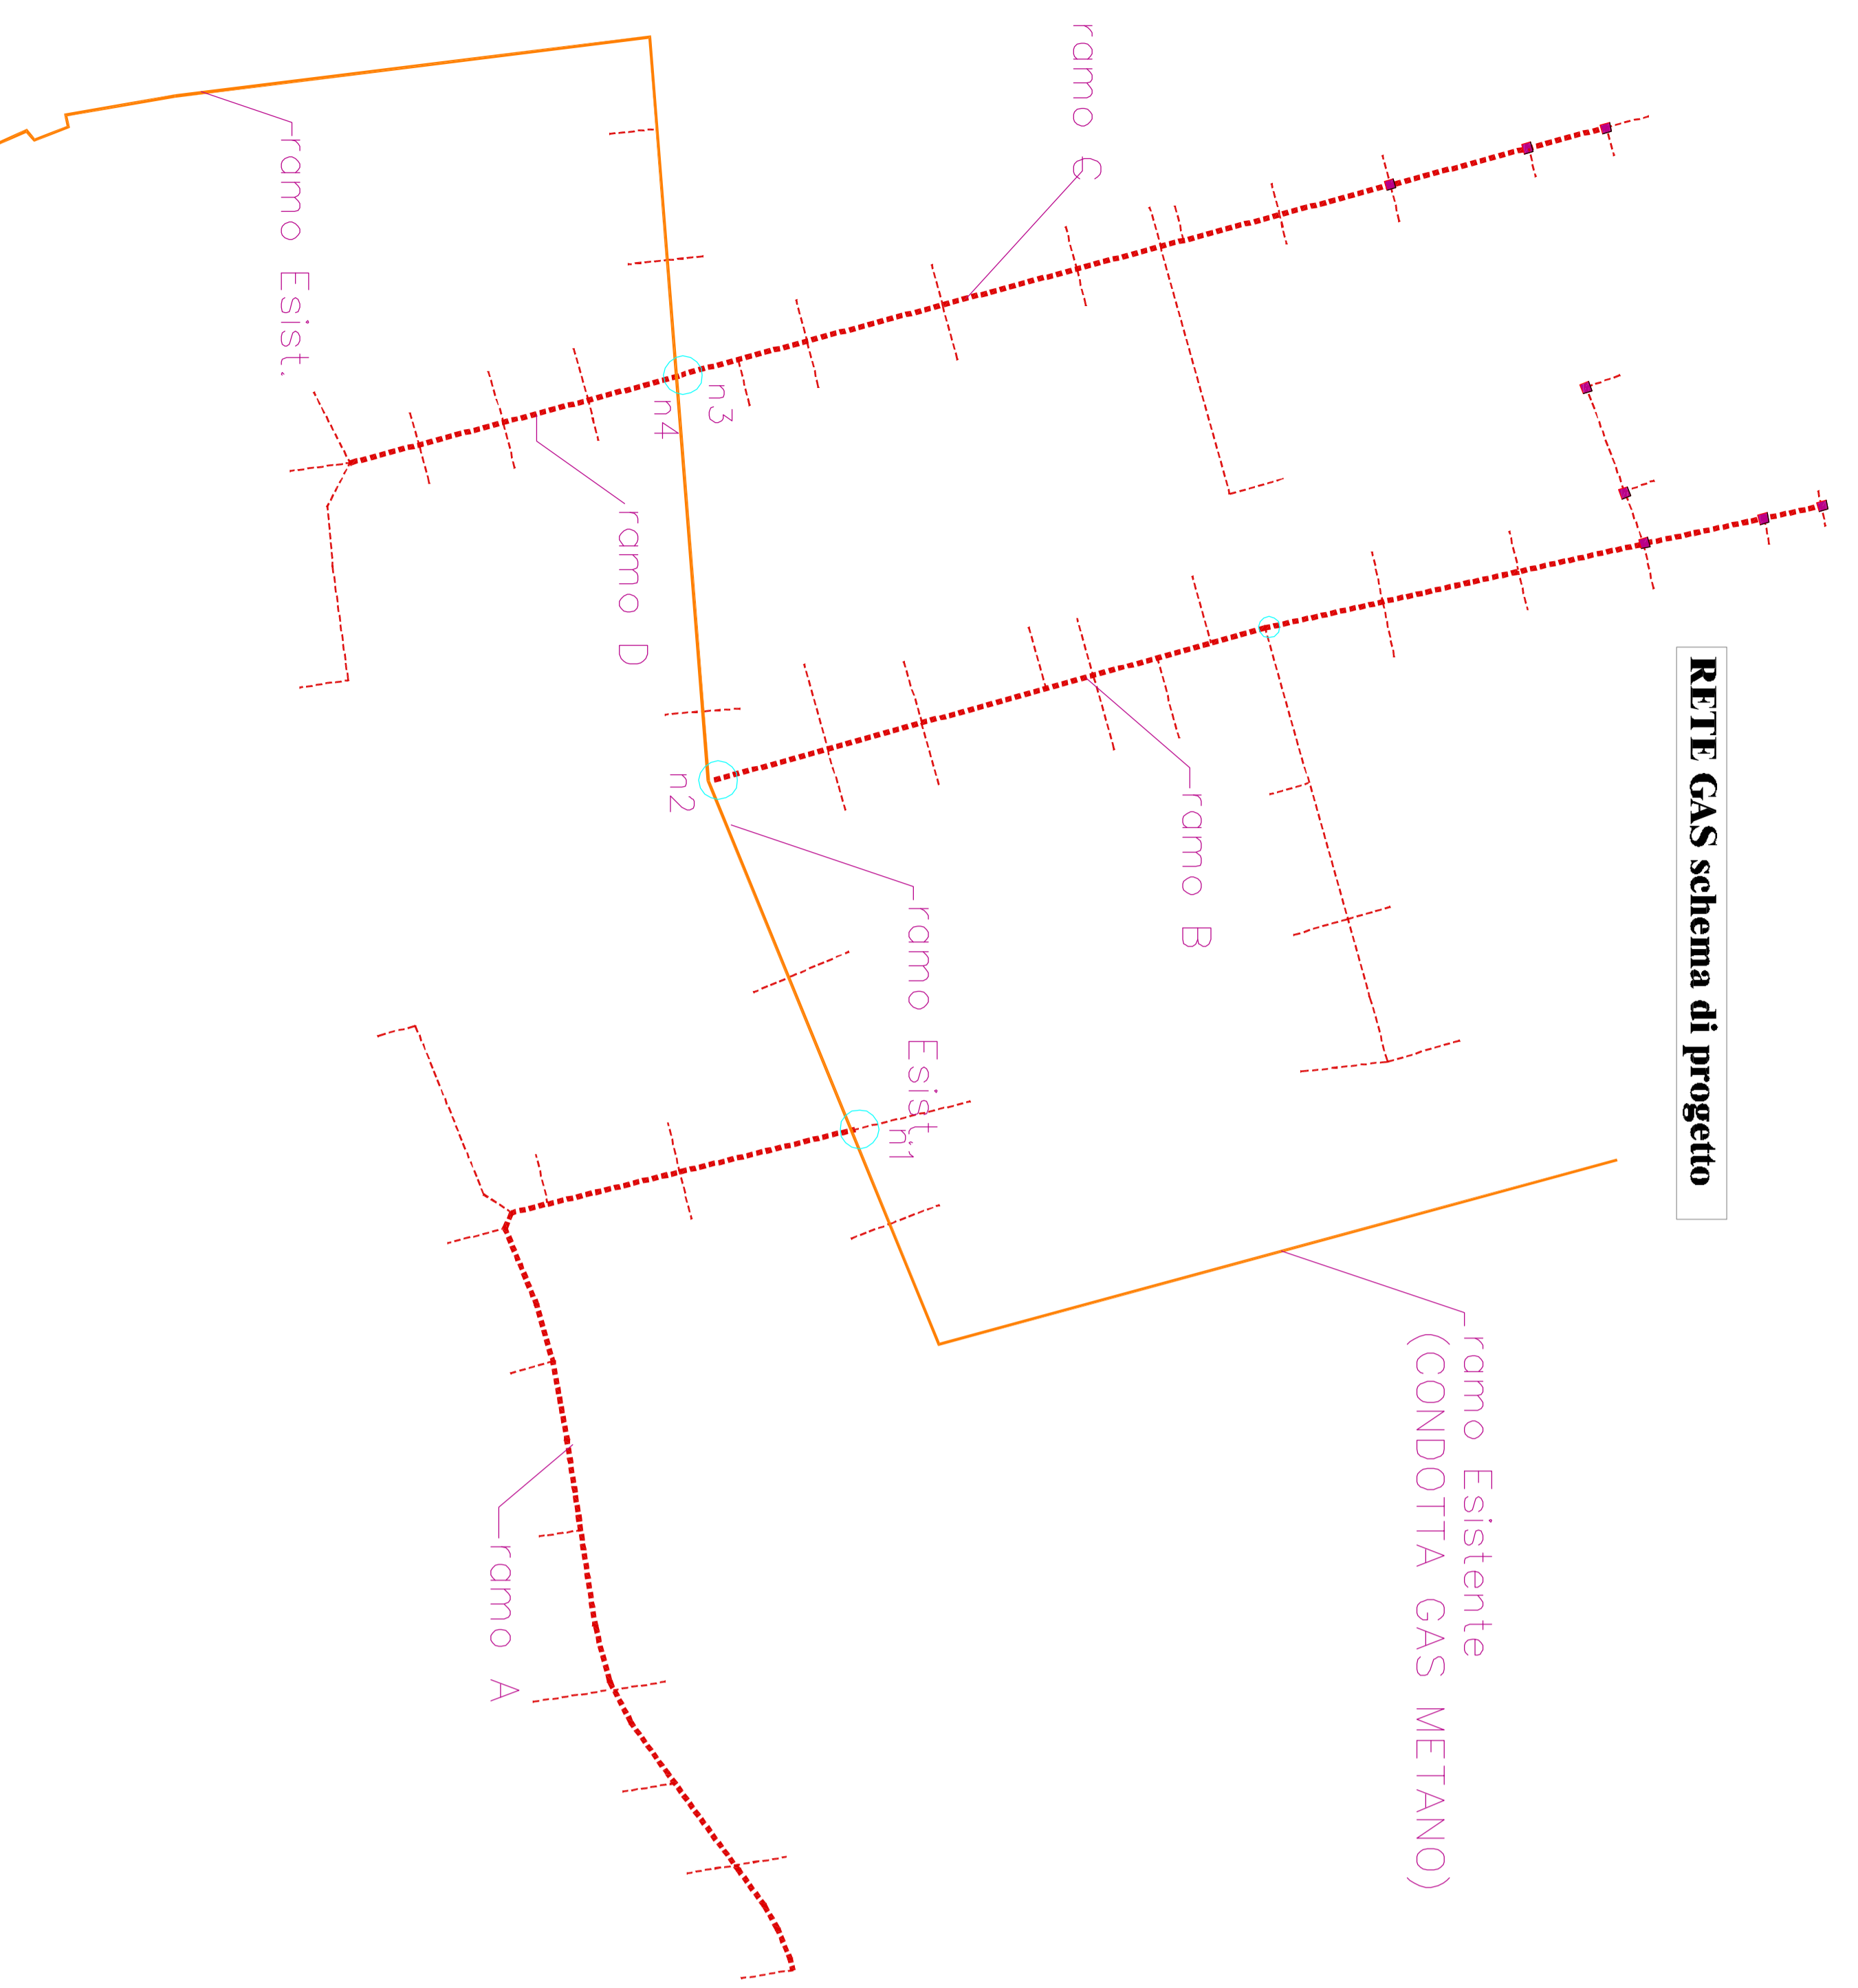 RETE GAS schema di progetto
ramo C
ramo Esist.
n3
n4
ramo D
n2
ramo B
ramo Esist.
n1
ramo Esistente
(CONDOTTA GAS METANO)
ramo A